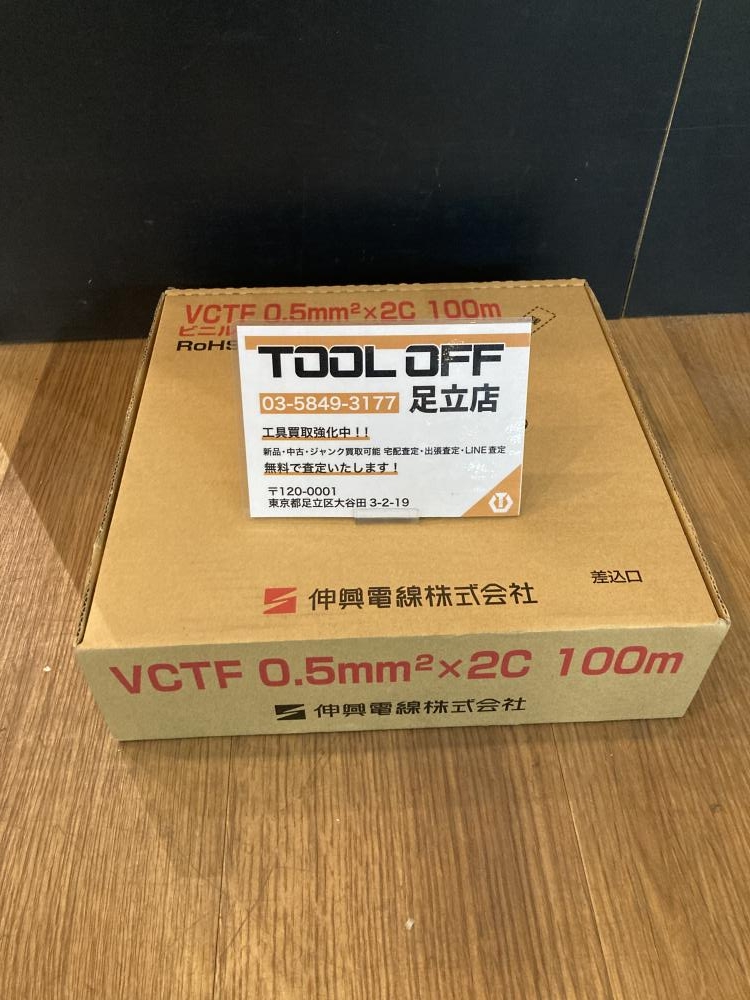 VCTF 0.5mm²×2C 100m
ビニル
RoHS
TOOL OFF
03-5849-3177 足立店
工具買取強化中！！
新品・中古・ジャンク買取可能 宅配査定・出張査定・LINE査定
無料で査定いたします！
〒120-0001
東京都足立区大谷田3-2-19
差込口
伸興電線株式会社
VCTF 0.5mm²×2C 100m
伸興電線株式会社